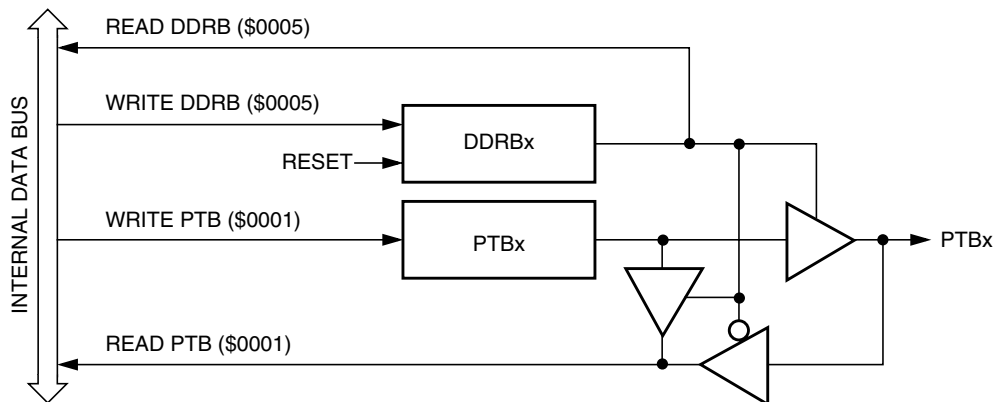 READ DDRB ($0005)
WRITE DDRB ($0005)
DDRBx
RESET
WRITE PTB ($0001)
PTBx
PTBx
READ PTB ($0001)
INTERNAL DATA BUS